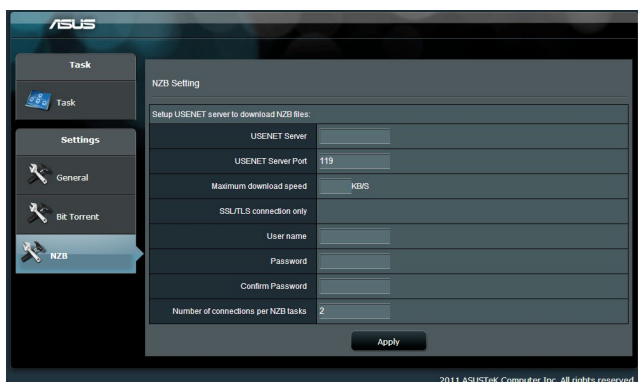 ASUS
Task
Task
Settings
General
Bit Torrent
NZB
NZB Setting
Setup USENET server to download NZB files:
USENET Server
USENET Server Port 119
Maximum download speed KB/S
SSL/TLS connection only
User name
Password
Confirm Password
Number of connections per NZB tasks 2
Apply
2011 ASUSTeK Computer Inc. All rights reserved